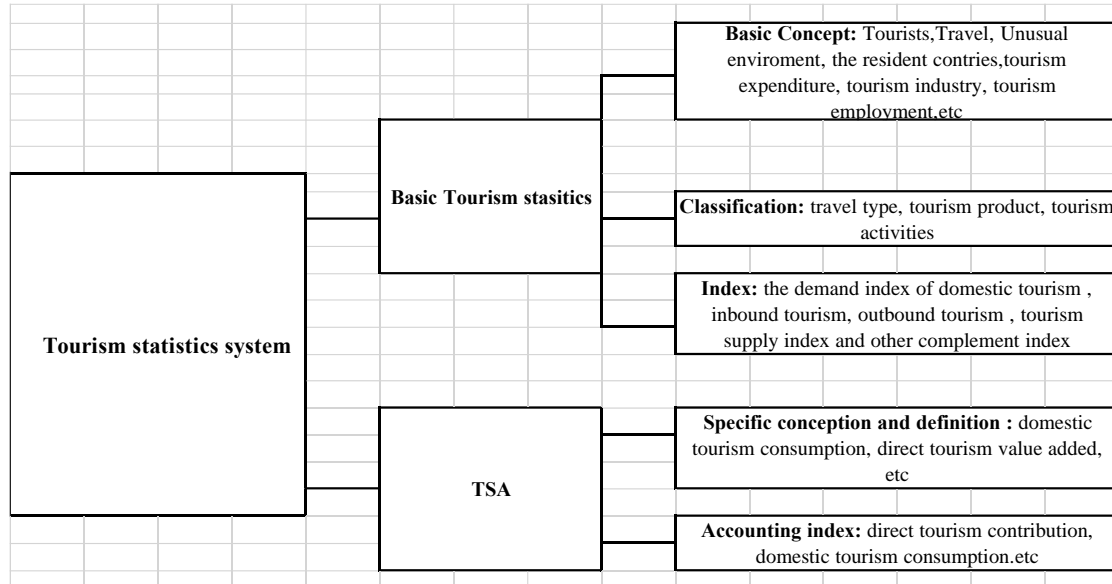 Tourism statistics system
Basic Tourism stasitics
Basic Concept: Tourists,Travel, Unusual
enviroment, the resident contries,tourism
expenditure, tourism industry, tourism
employment,etc
Classification: travel type, tourism product, tourism
activities
Index: the demand index of domestic tourism ,
inbound tourism, outbound tourism , tourism
supply index and other complement index
TSA
Specific conception and definition : domestic
tourism consumption, direct tourism value added,
etc
Accounting index: direct tourism contribution,
domestic tourism consumption.etc